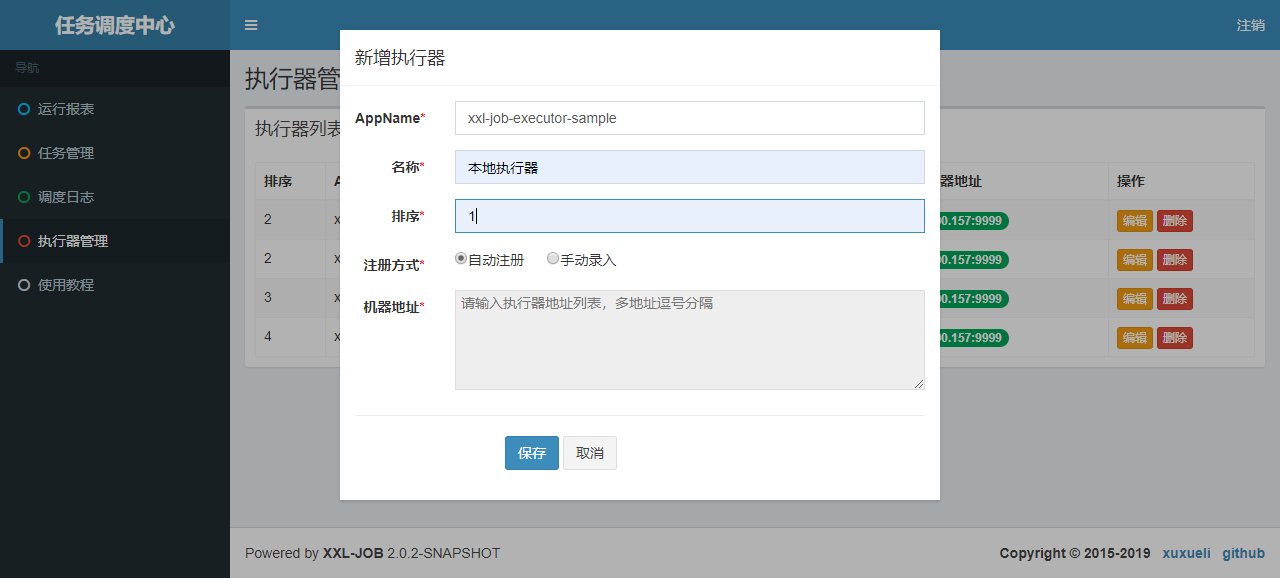 任务调度中心
注销
导航
运行报表
任务管理
调度日志
执行器管理
使用教程
执行器管
执行器列表
排序
器地址
操作
2
0.157:9999
编辑 删除
2
0.157:9999
编辑 删除
3
0.157:9999
编辑 删除
4
0.157:9999
编辑 删除
新增执行器
AppName*
xxl-job-executor-sample
名称*
本地执行器
排序*
1
注册方式*
自动注册
手动录入
机器地址*
请输入执行器地址列表，多地址逗号分隔
保存
取消
Powered by XXL-JOB 2.0.2-SNAPSHOT
Copyright © 2015-2019 xuxueli github